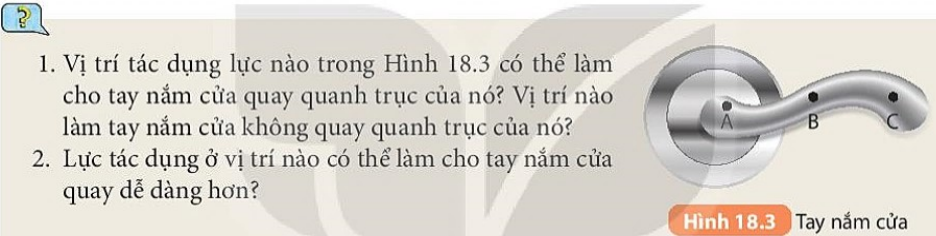 ?
1. Vị trí tác dụng lực nào trong Hình 18.3 có thể làm
cho tay nắm cửa quay quanh trục của nó? Vị trí nào
làm tay nắm cửa không quay quanh trục của nó?
2. Lực tác dụng ở vị trí nào có thể làm cho tay nắm cửa
quay dễ dàng hơn?
A B C
Hình 18.3 Tay nắm cửa